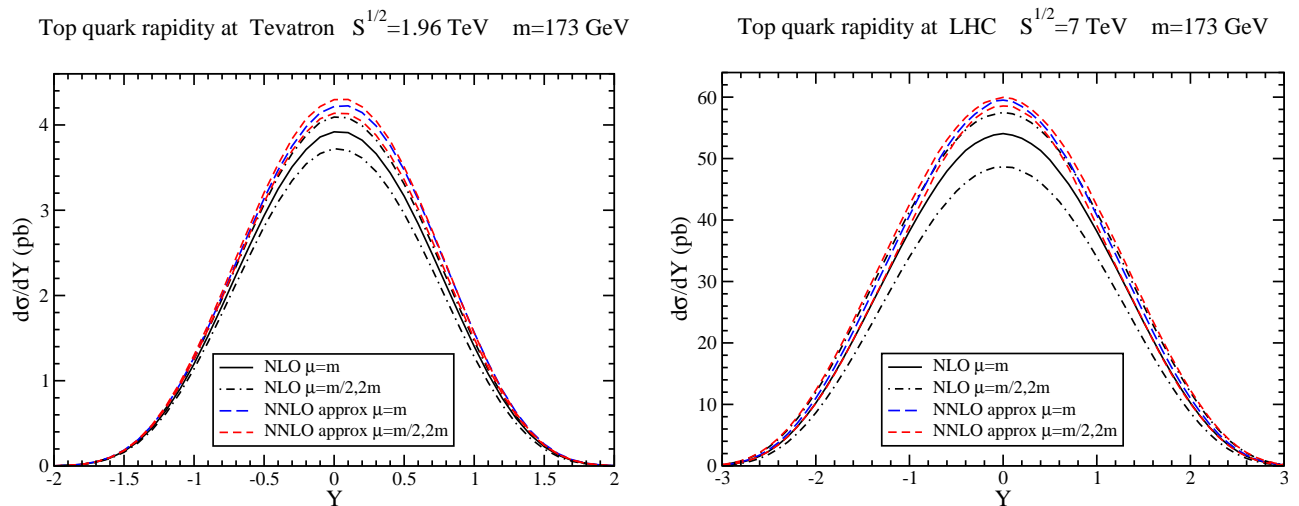 Top quark rapidity at Tevatron S^1/2=1.96 TeV m=173 GeV
4
3
2
1
0
dσ/dY (pb)
NLO μ=m
NLO μ=m/2,2m
NNLO approx μ=m
NNLO approx μ=m/2,2m
-2 -1.5 -1 -0.5 0 0.5 1 1.5 2
Y
Top quark rapidity at LHC S^1/2=7 TeV m=173 GeV
60
50
40
30
20
10
0
dσ/dY (pb)
NLO μ=m
NLO μ=m/2,2m
NNLO approx μ=m
NNLO approx μ=m/2,2m
-3 -2 -1 0 1 2 3
Y